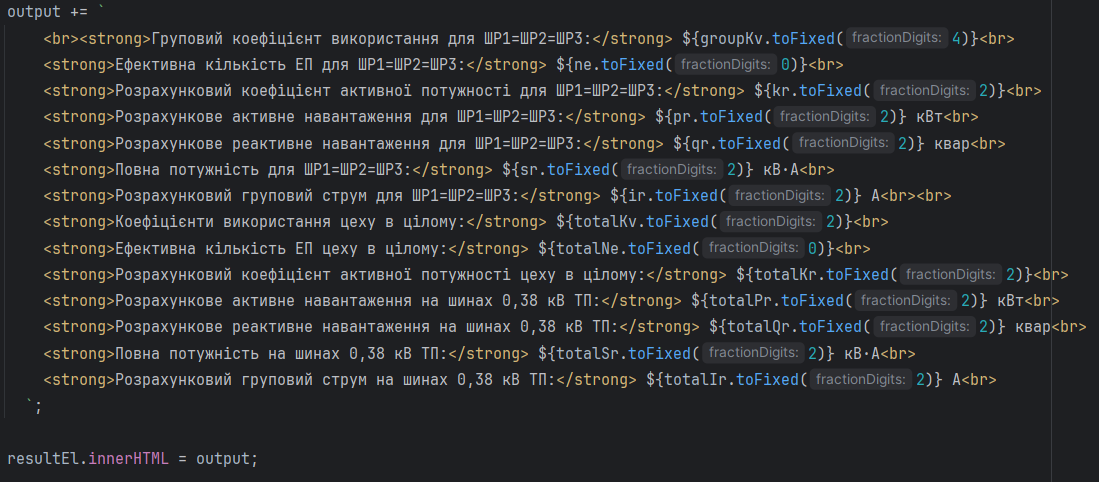 output += `
<br><strong>Груповий коефіцієнт використання для ШР1=ШР2=ШР3:</strong> ${groupKv.toFixed( fractionDigits: 4)}<br>
<strong>Ефективна кількість ЕП для ШР1=ШР2=ШР3:</strong> ${ne.toFixed( fractionDigits: 0)}<br>
<strong>Розрахунковий коефіцієнт активної потужності для ШР1=ШР2=ШР3:</strong> ${kr.toFixed( fractionDigits: 2)}<br>
<strong>Розрахункове активне навантаження для ШР1=ШР2=ШР3:</strong> ${pr.toFixed( fractionDigits: 2)} кВт<br>
<strong>Розрахункове реактивне навантаження для ШР1=ШР2=ШР3:</strong> ${qr.toFixed( fractionDigits: 2)} квар<br>
<strong>Повна потужність для ШР1=ШР2=ШР3:</strong> ${sr.toFixed( fractionDigits: 2)} кВ·А<br>
<strong>Розрахунковий груповий струм для ШР1=ШР2=ШР3:</strong> ${ir.toFixed( fractionDigits: 2)} А<br><br>
<strong>Коефіцієнти використання цеху в цілому:</strong> ${totalKv.toFixed( fractionDigits: 2)}<br>
<strong>Ефективна кількість ЕП цеху в цілому:</strong> ${totalNe.toFixed( fractionDigits: 0)}<br>
<strong>Розрахунковий коефіцієнт активної потужності цеху в цілому:</strong> ${totalKr.toFixed( fractionDigits: 2)}<br>
<strong>Розрахункове активне навантаження на шинах 0,38 кВ ТП:</strong> ${totalPr.toFixed( fractionDigits: 2)} кВт<br>
<strong>Розрахункове реактивне навантаження на шинах 0,38 кВ ТП:</strong> ${totalQr.toFixed( fractionDigits: 2)} квар<br>
<strong>Повна потужність на шинах 0,38 кВ ТП:</strong> ${totalSr.toFixed( fractionDigits: 2)} кВ·А<br>
<strong>Розрахунковий груповий струм на шинах 0,38 кВ ТП:</strong> ${totalIr.toFixed( fractionDigits: 2)} А<br>
`;
resultEl.innerHTML = output;